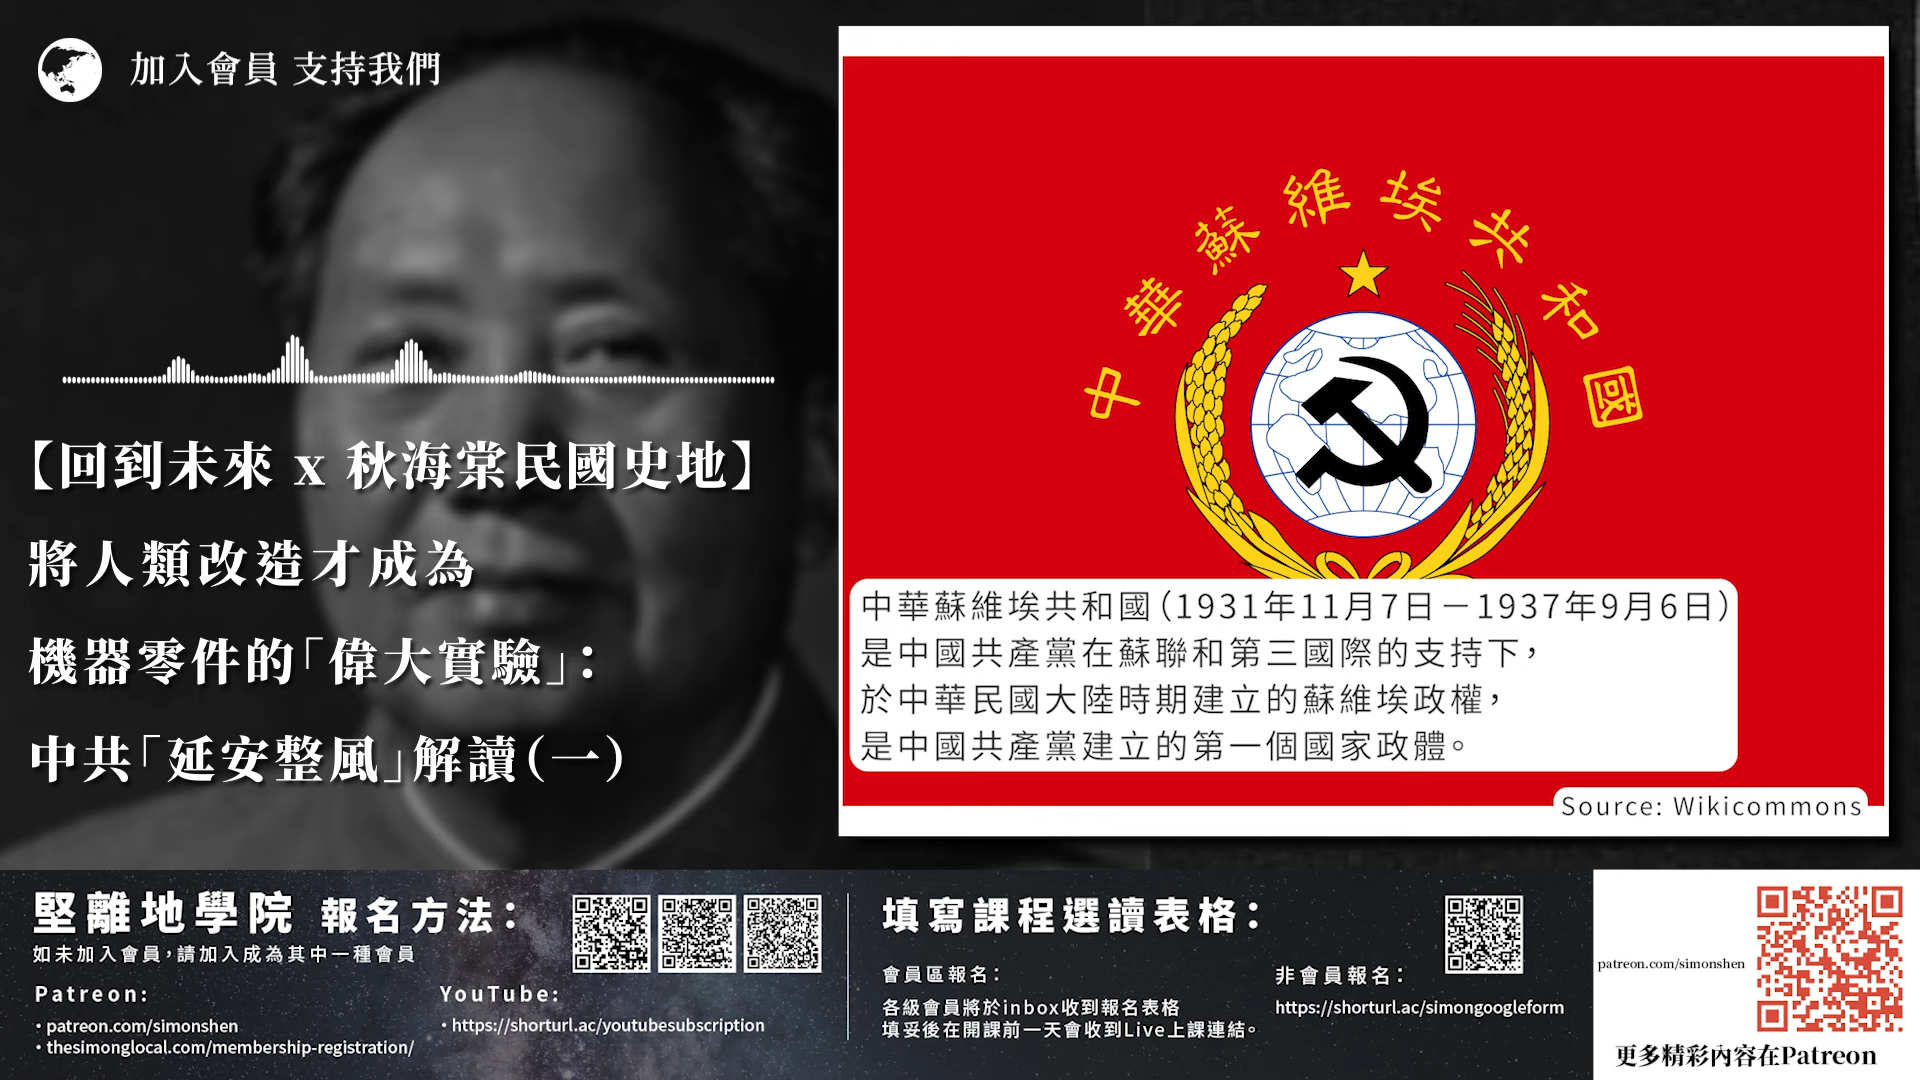 加入會員 支持我們
【回到未來 x 秋海棠民國史地】
將人類改造才成為
機器零件的「偉大實驗」：
中共「延安整風」解讀（一）
中華蘇維埃共和國
中華蘇維埃共和國（1931年11月7日－1937年9月6日）
是中國共產黨在蘇聯和第三國際的支持下，
於中華民國大陸時期建立的蘇維埃政權，
是中國共產黨建立的第一個國家政體。
Source: Wikicommons
堅離地學院 報名方法：
如未加入會員，請加入成為其中一種會員
Patreon:
• patreon.com/simonshen
• thesimonglocal.com/membership-registration/
YouTube:
• https://shorturl.ac/youtubesubscription
填寫課程選讀表格：
會員區報名：
各級會員將於inbox收到報名表格
填妥後在開課前一天會收到Live上課連結。
非會員報名：
https://shorturl.ac/simongoogleform
patreon.com/simonshen
更多精彩內容在Patreon